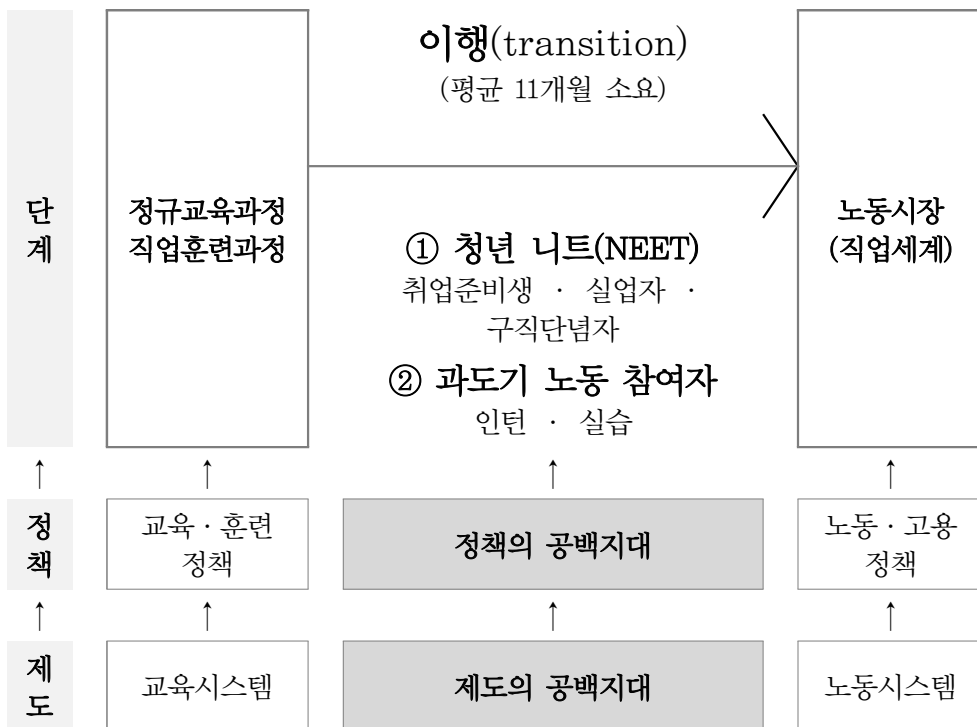 이행(transition)
(평균 11개월 소요)
단
계
정규교육과정
직업훈련과정
① 청년 니트(NEET)
취업준비생 · 실업자 ·
구직단념자
② 과도기 노동 참여자
인턴 · 실습
노동시장
(직업세계)
↑ ↑ ↑ ↑
정
책
교육 · 훈련
정책
정책의 공백지대
노동 · 고용
정책
↑ ↑ ↑ ↑
제
도
교육시스템
제도의 공백지대
노동시스템